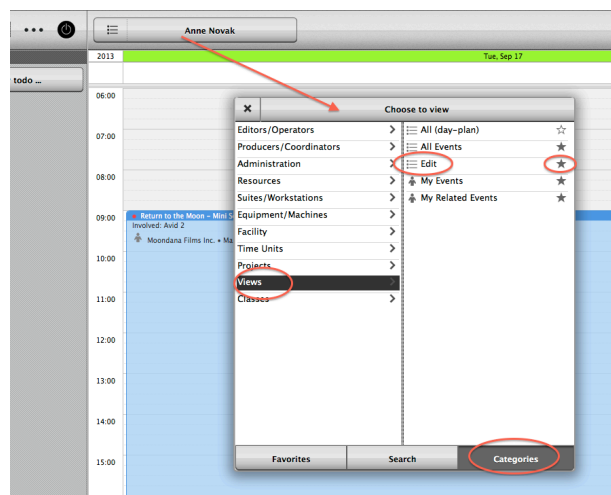 Anne Novak
2013
Tue, Sep 17
todo ...
06:00
07:00
08:00
09:00
10:00
11:00
12:00
13:00
14:00
15:00
Return to the Moon – Mini S
Involved: Avid 2
Moondana Films Inc. • Ma
Choose to view
Editors/Operators
Producers/Coordinators
Administration
Resources
Suites/Workstations
Equipment/Machines
Facility
Time Units
Projects
Views
Classes
All (day-plan)
All Events
Edit
My Events
My Related Events
Favorites
Search
Categories